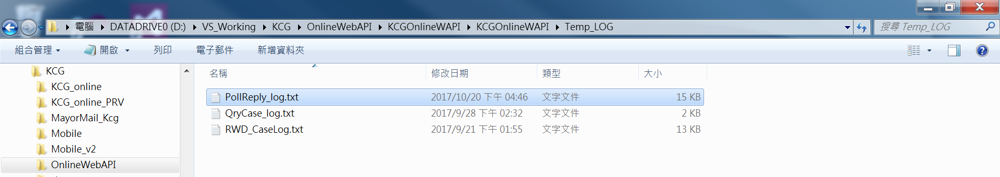 電腦 DATADRIVE0 (D:) VS_Working KCG OnlineWebAPI KCGOnlineWAPI KCGOnlineWAPI Temp_LOG 搜尋 Temp_LOG
組合管理 開啟 列印 電子郵件 新增資料夾
KCG
KCG_online
KCG_online_PRV
MayorMail_Kcg
Mobile
Mobile_v2
OnlineWebAPI
名稱 修改日期 類型 大小
PollReply_log.txt 2017/10/20 下午 04:46 文字文件 15 KB
QryCase_log.txt 2017/9/28 下午 02:32 文字文件 2 KB
RWD_CaseLog.txt 2017/9/21 下午 01:55 文字文件 13 KB